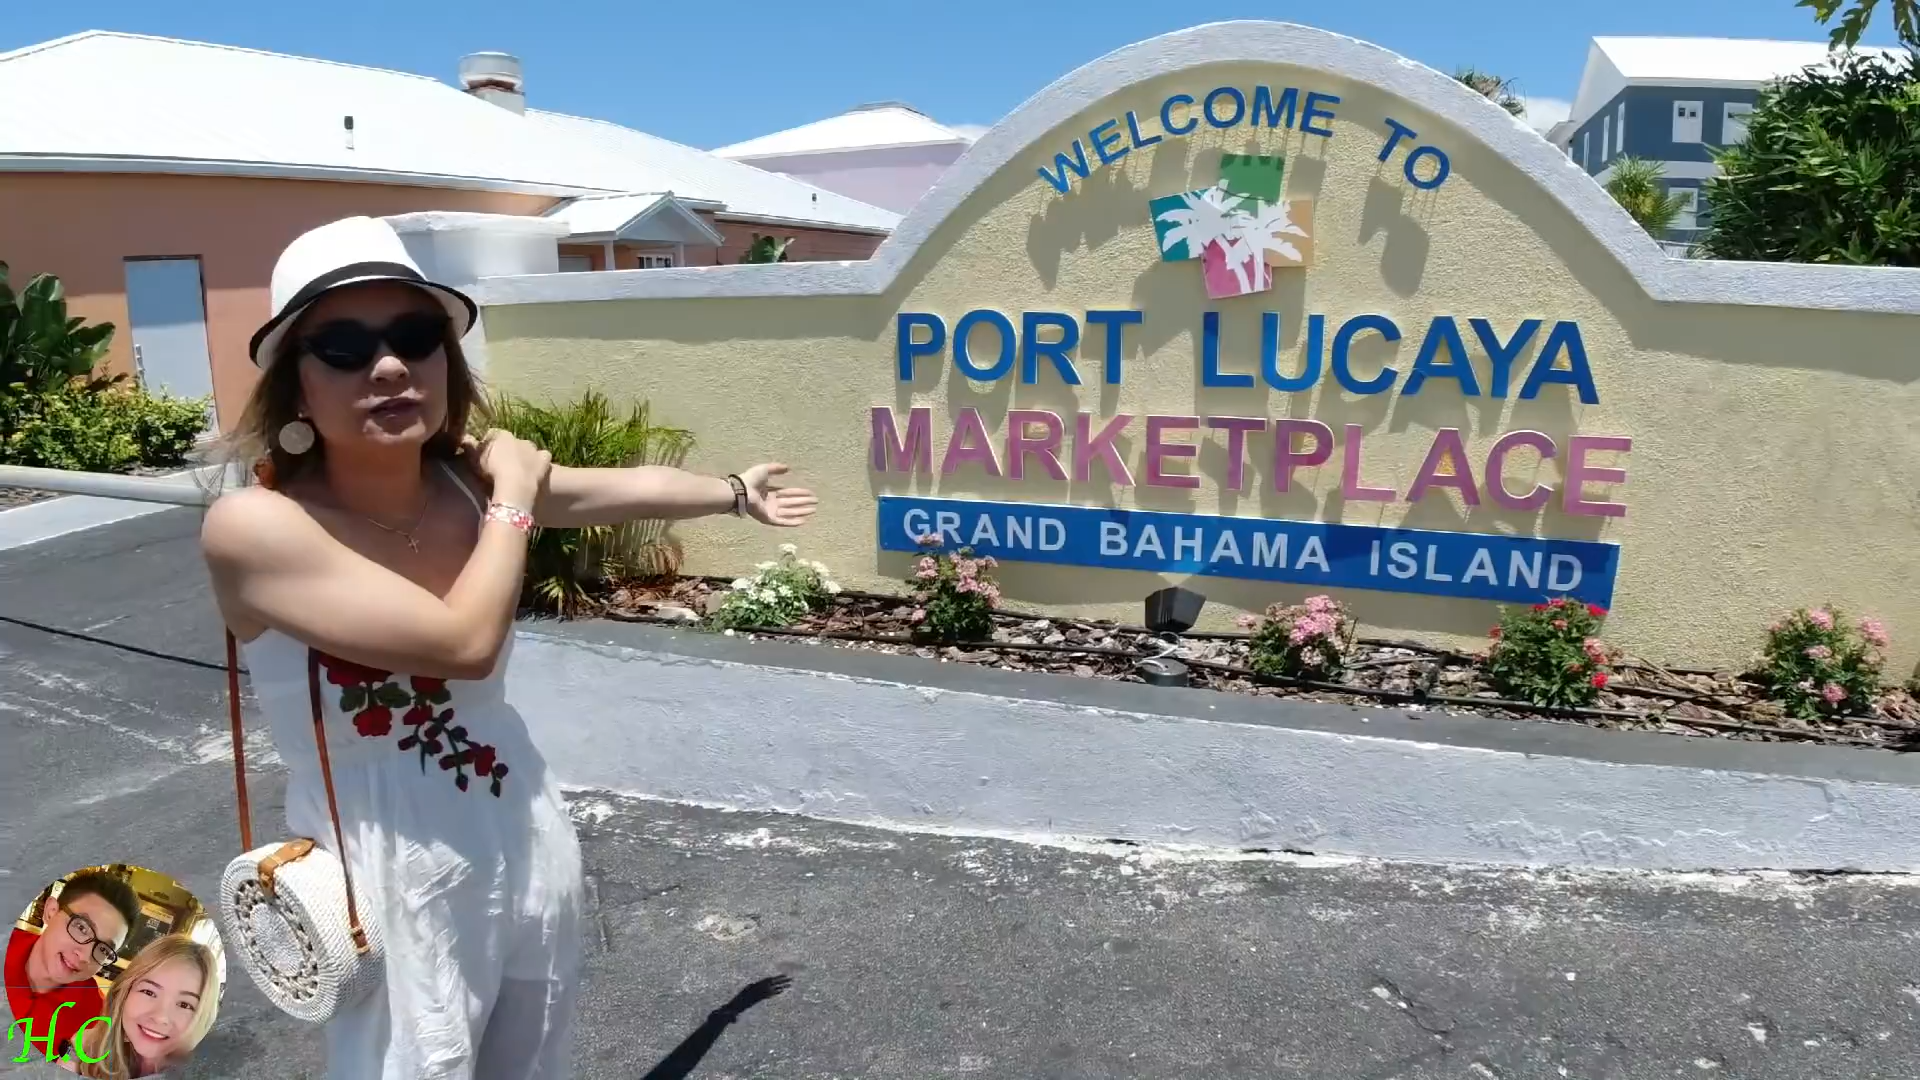 WELCOME TO
PORT LUCAYA
MARKETPLACE
GRAND BAHAMA ISLAND
H.C